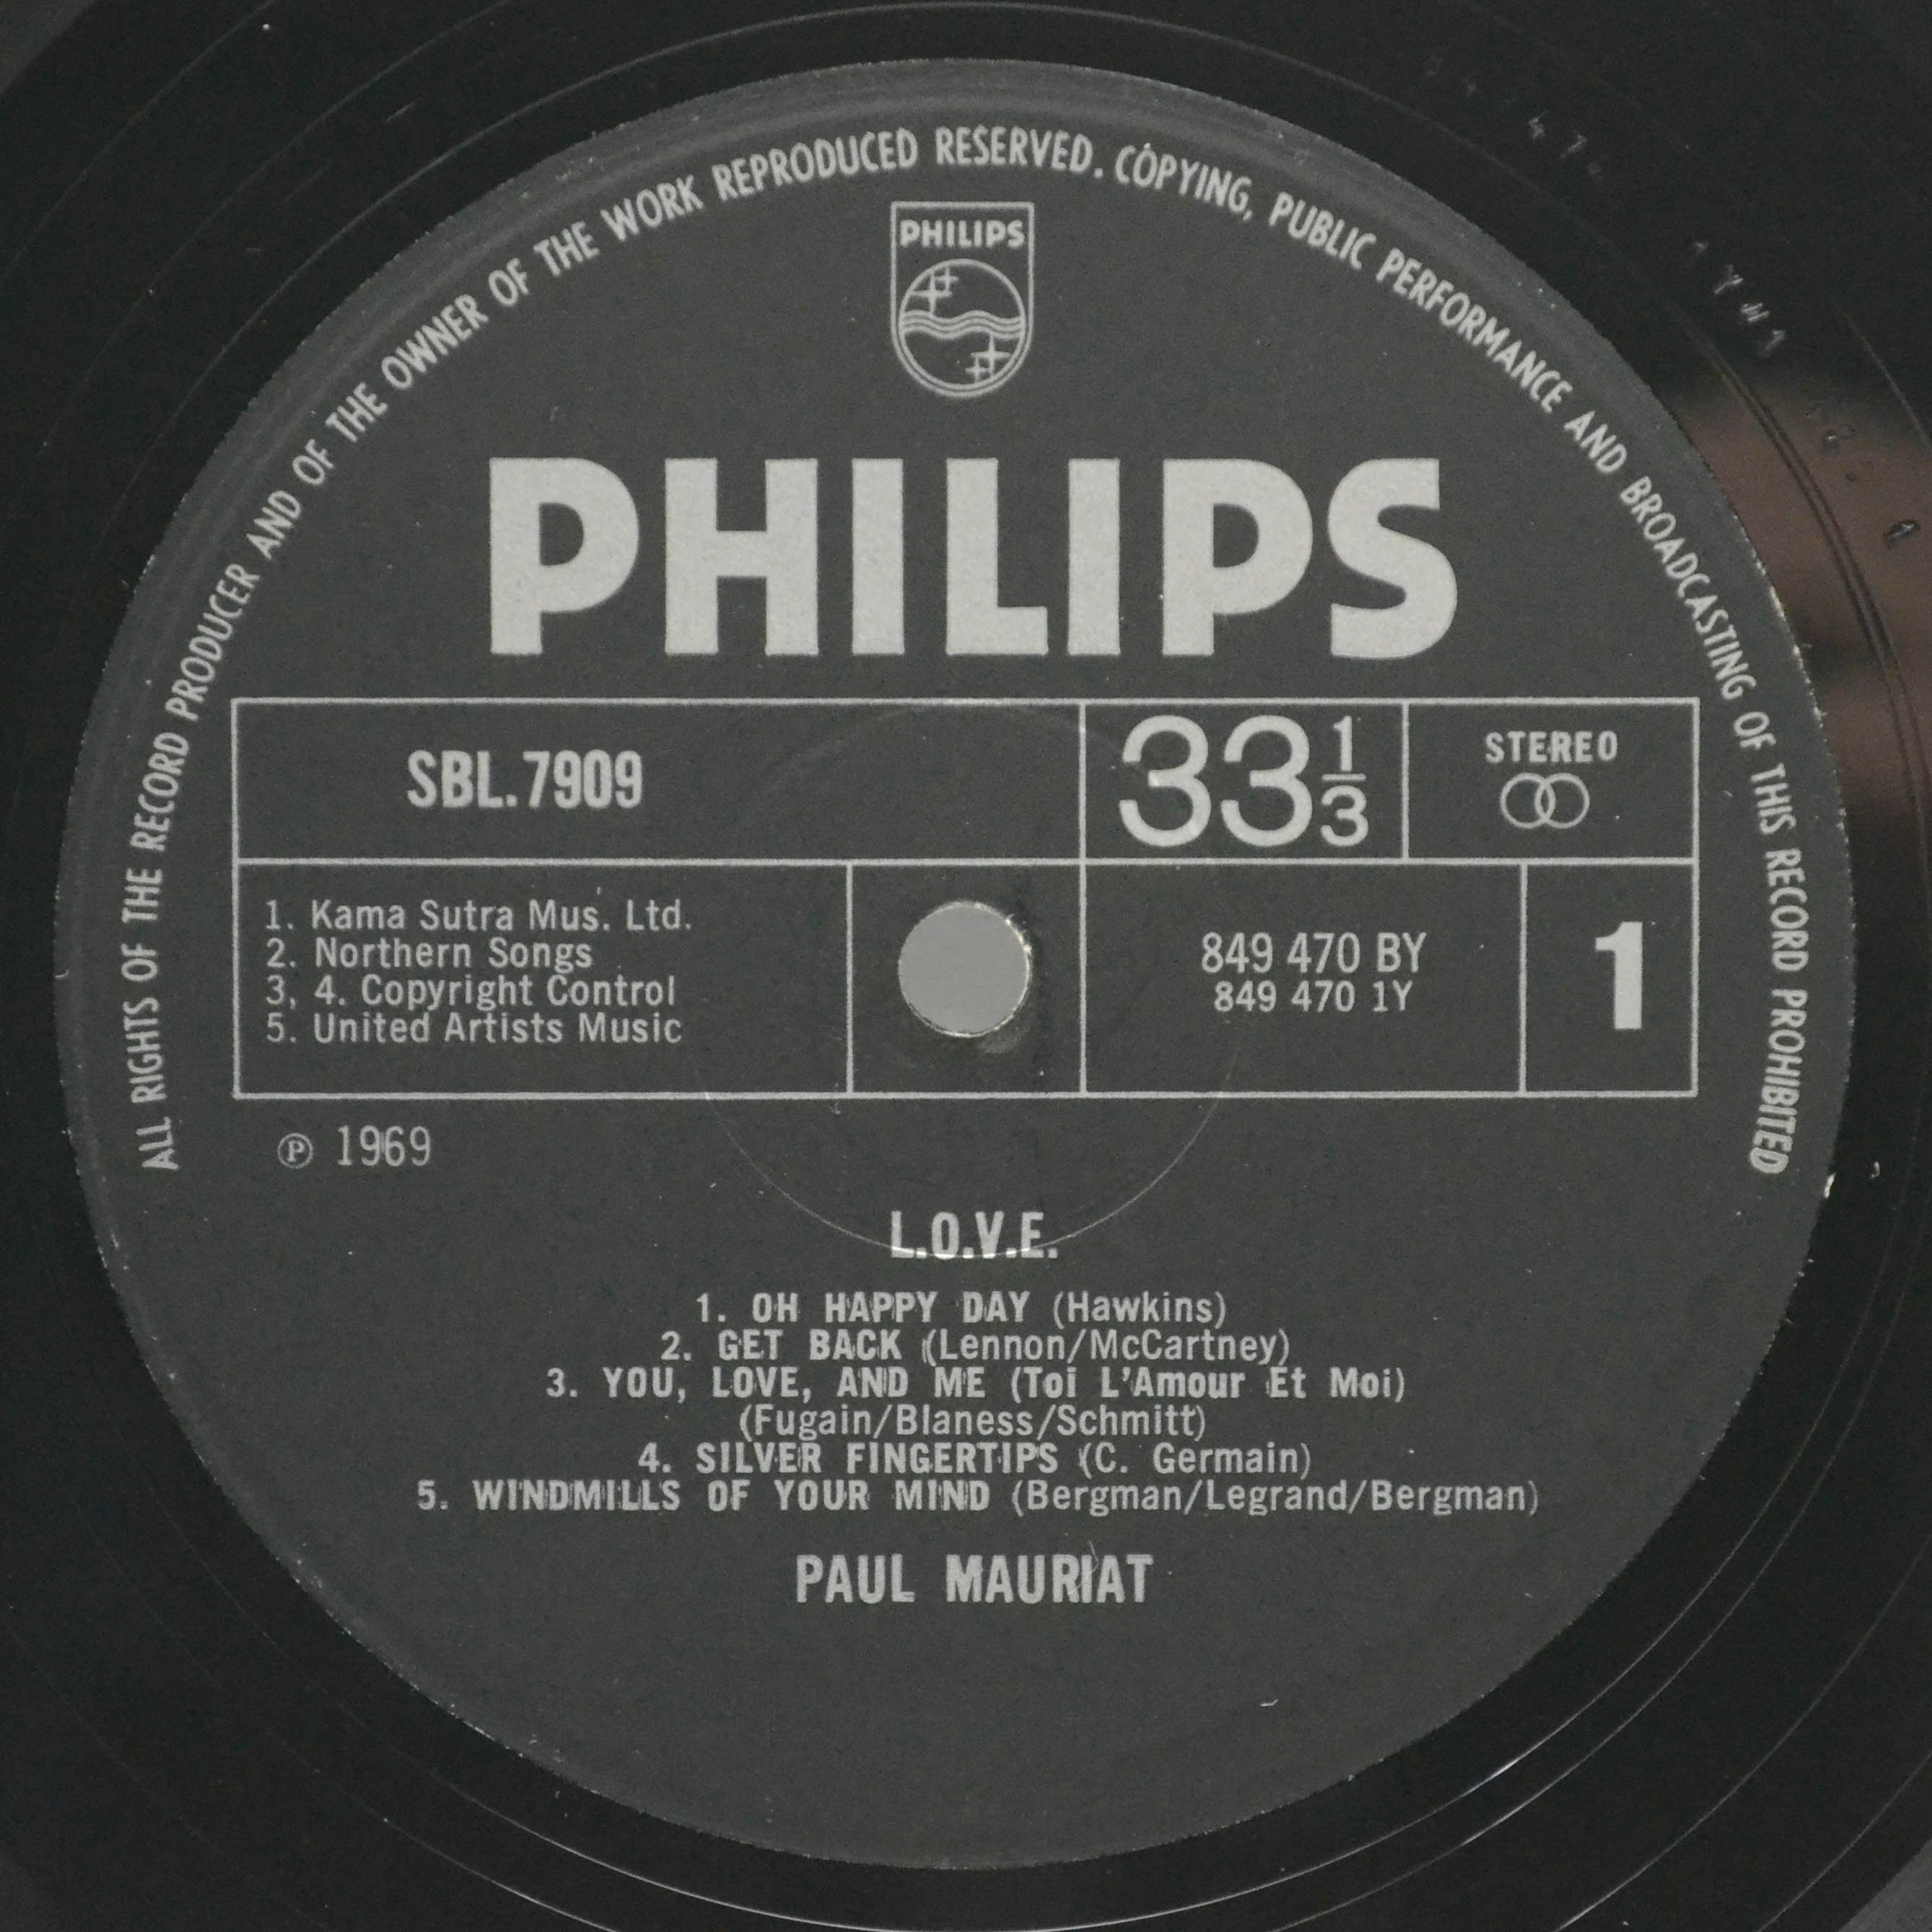 ALL RIGHTS OF THE RECORD PRODUCER AND OF THE OWNER OF THE WORK REPRODUCED RESERVED. COPYING, PUBLIC PERFORMANCE AND BROADCASTING OF THIS RECORD PROHIBITED
PHILIPS
PHILIPS
SBL.7909
33 1/3
STEREO
1. Kama Sutra Mus. Ltd.
2. Northern Songs
3, 4. Copyright Control
5. United Artists Music
849 470 BY
849 470 1Y
1
℗ 1969
L.O.V.E.
1. OH HAPPY DAY (Hawkins)
2. GET BACK (Lennon/McCartney)
3. YOU, LOVE, AND ME (Toi L'Amour Et Moi)
(Fugain/Blaness/Schmitt)
4. SILVER FINGERTIPS (C. Germain)
5. WINDMILLS OF YOUR MIND (Bergman/Legrand/Bergman)
PAUL MAURIAT